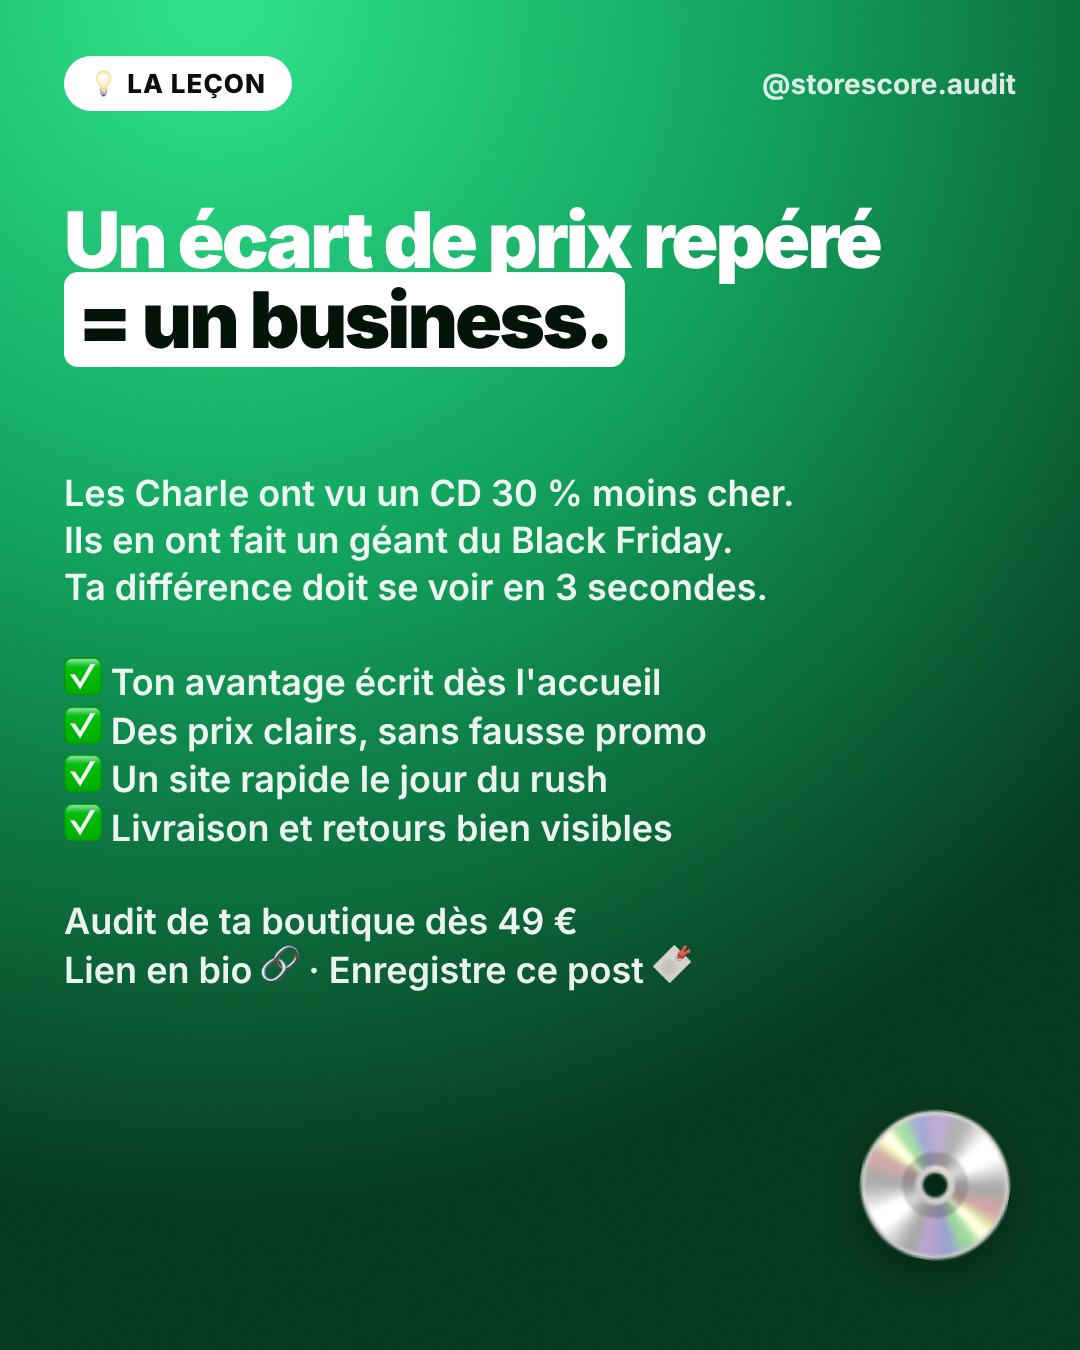 💡 LA LEÇON
@storescore.audit
Un écart de prix repéré
= un business.
Les Charle ont vu un CD 30 % moins cher.
Ils en ont fait un géant du Black Friday.
Ta différence doit se voir en 3 secondes.
✅ Ton avantage écrit dès l'accueil
✅ Des prix clairs, sans fausse promo
✅ Un site rapide le jour du rush
✅ Livraison et retours bien visibles
Audit de ta boutique dès 49 €
Lien en bio 🔗 · Enregistre ce post 📌